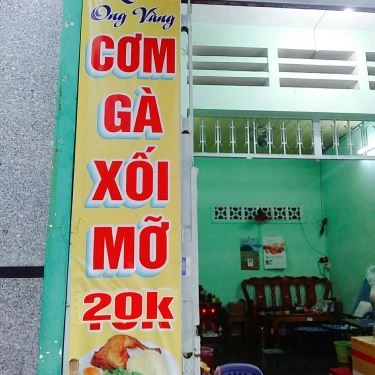 Ong Vàng
CƠM
GÀ
XỐI
MỠ
20k